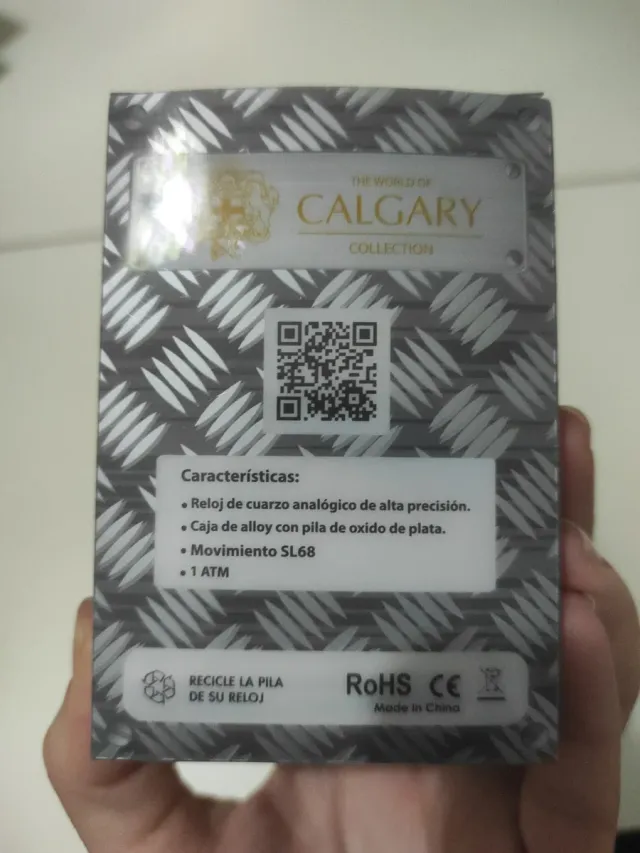 THE WORLD OF
CALGARY
COLLECTION
Características:
• Reloj de cuarzo analógico de alta precisión.
• Caja de alloy con pila de oxido de plata.
• Movimiento SL68
• 1 ATM
RECICLE LA PILA
DE SU RELOJ
RoHS CE
Made in China